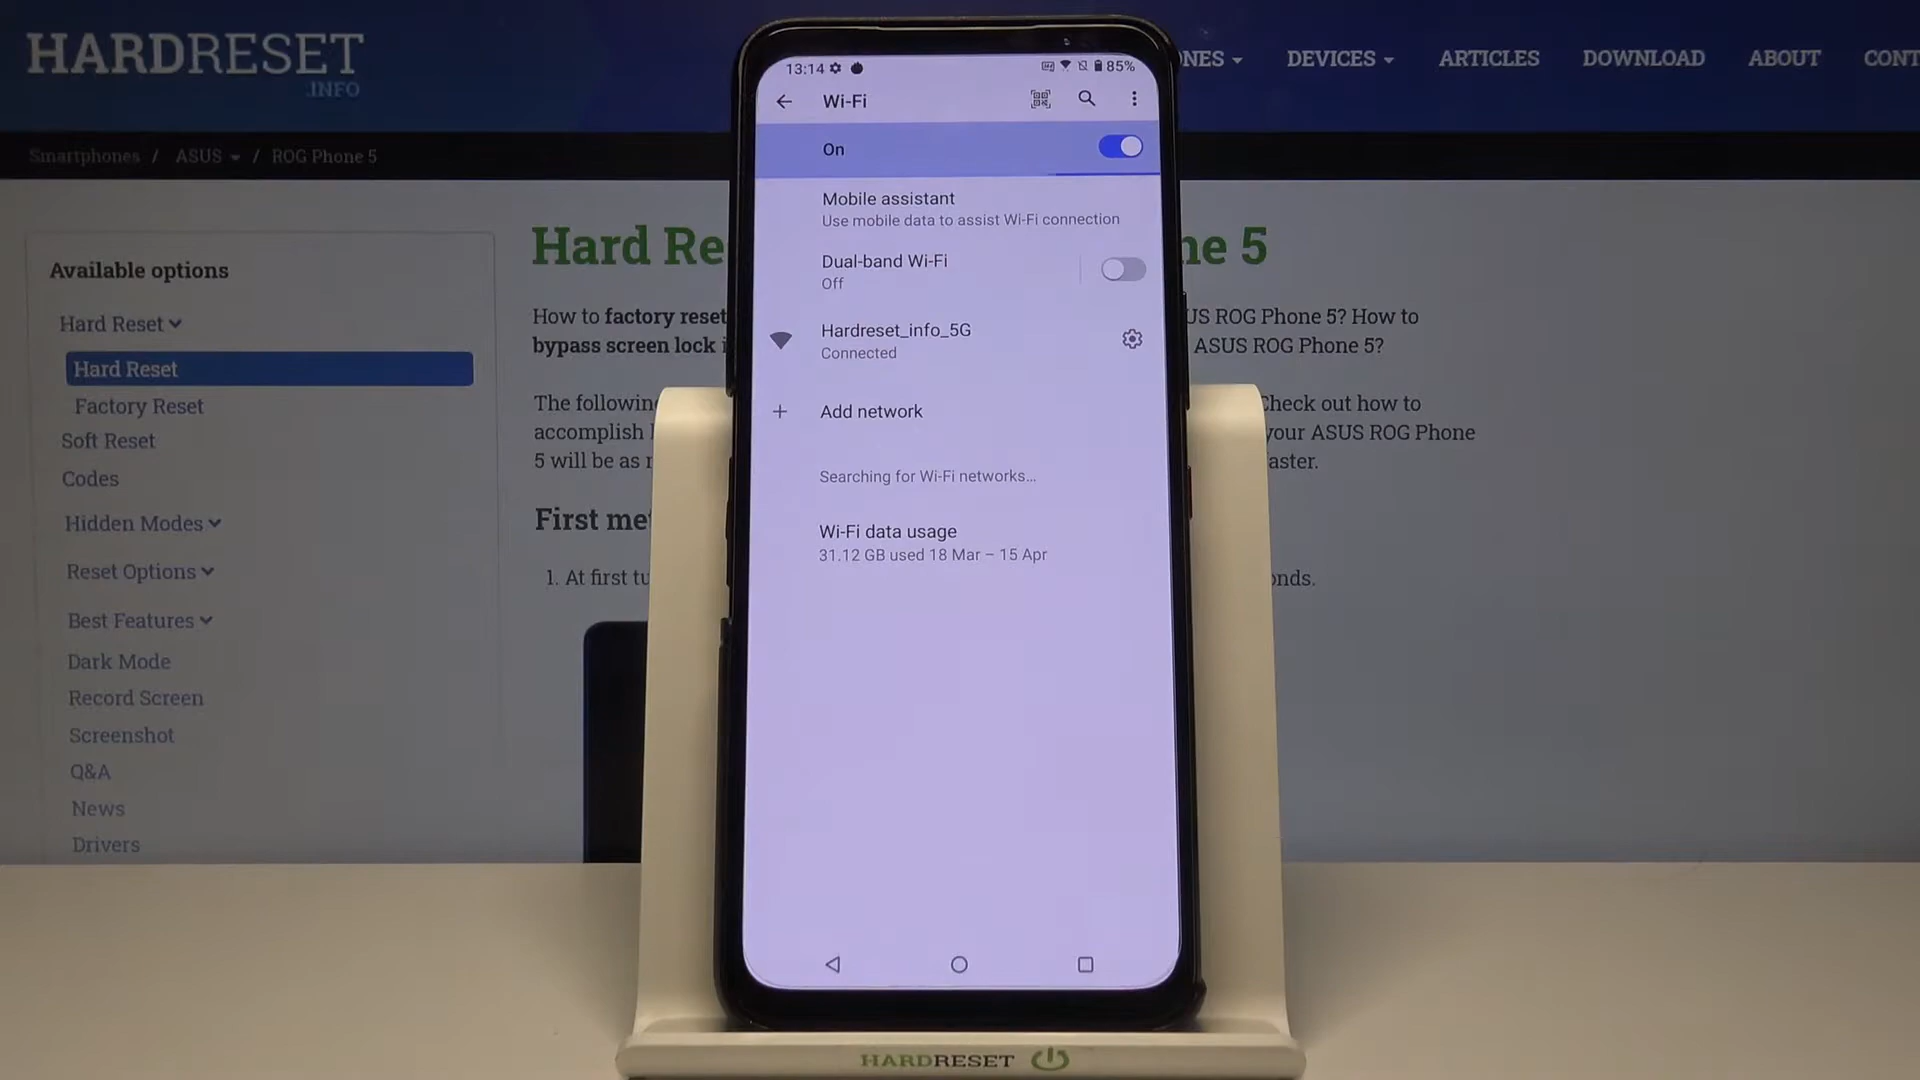 HARDRESET
.INFO
NES
DEVICES
ARTICLES
DOWNLOAD
ABOUT
CONT
Smartphones / ASUS / ROG Phone 5
Available options
Hard Reset
Hard Reset
Factory Reset
Soft Reset
Codes
Hidden Modes
Reset Options
Best Features
Dark Mode
Record Screen
Screenshot
Q&A
News
Drivers
Hard Re
ne 5
How to factory reset
US ROG Phone 5? How to
bypass screen lock i
ASUS ROG Phone 5?
The following
Check out how to
accomplish
your ASUS ROG Phone
5 will be as
aster.
First me
1. At first tu
onds.
13:14
85%
Wi-Fi
On
Mobile assistant
Use mobile data to assist Wi-Fi connection
Dual-band Wi-Fi
Off
Hardreset_info_5G
Connected
+ Add network
Searching for Wi-Fi networks…
Wi-Fi data usage
31.12 GB used 18 Mar – 15 Apr
HARDRESET